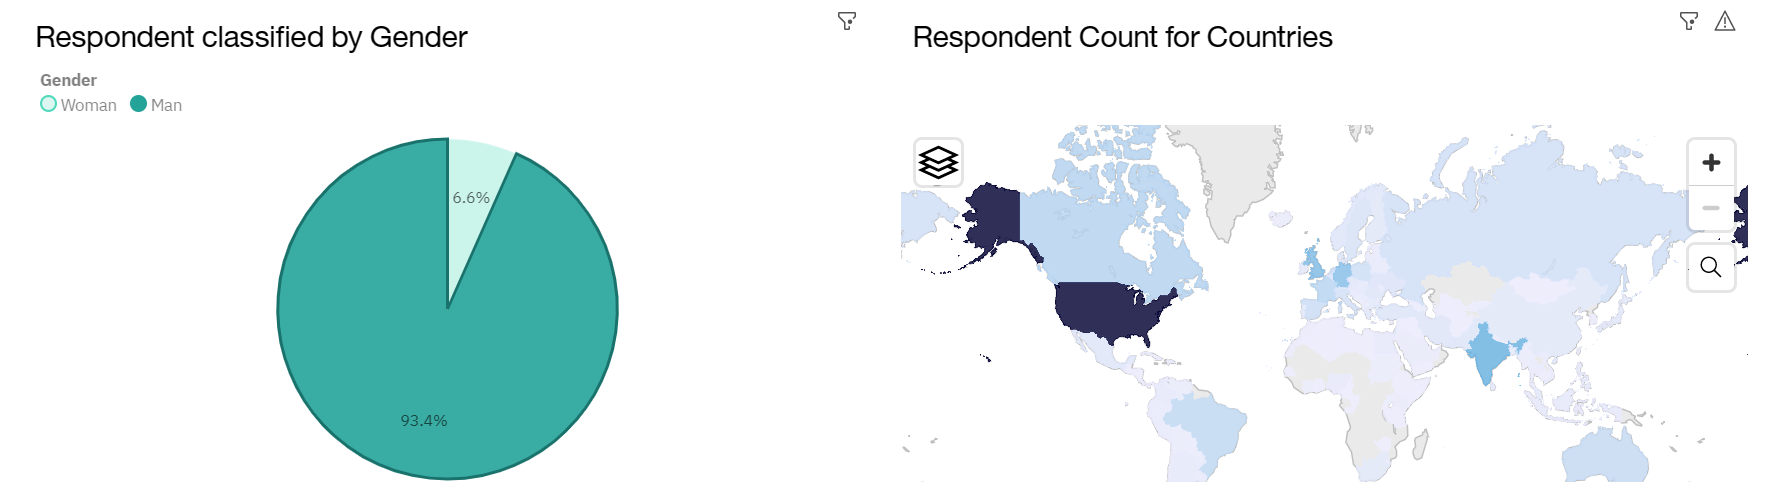 Respondent classified by Gender
Gender
Woman Man
6.6%
93.4%
Respondent Count for Countries